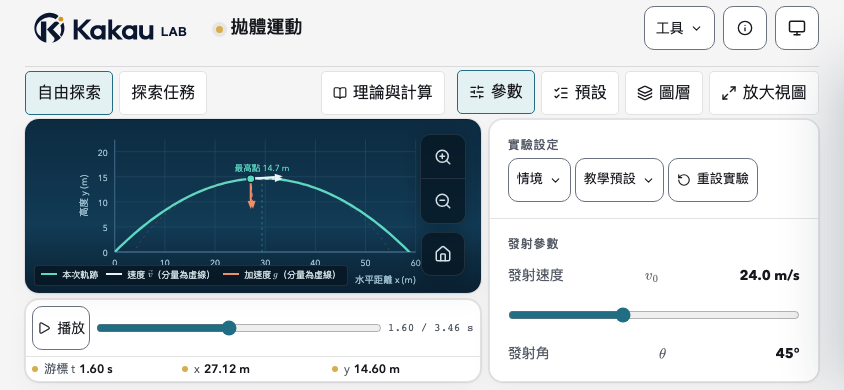 Kakau LAB 拋體運動 工具
自由探索 探索任務 理論與計算 參數 預設 圖層 放大視圖
高度 y (m)
20
15
10
5
0
最高點 14.7 m
0 10 20 30 40 50 60
本次軌跡 速度 v⃗ (分量為虛線) 加速度 g (分量為虛線)
水平距離 x (m)
播放 1.60 / 3.46 s
游標 t 1.60 s x 27.12 m y 14.60 m
實驗設定
情境 教學預設 重設實驗
發射參數
發射速度 v₀ 24.0 m/s
發射角 θ 45°